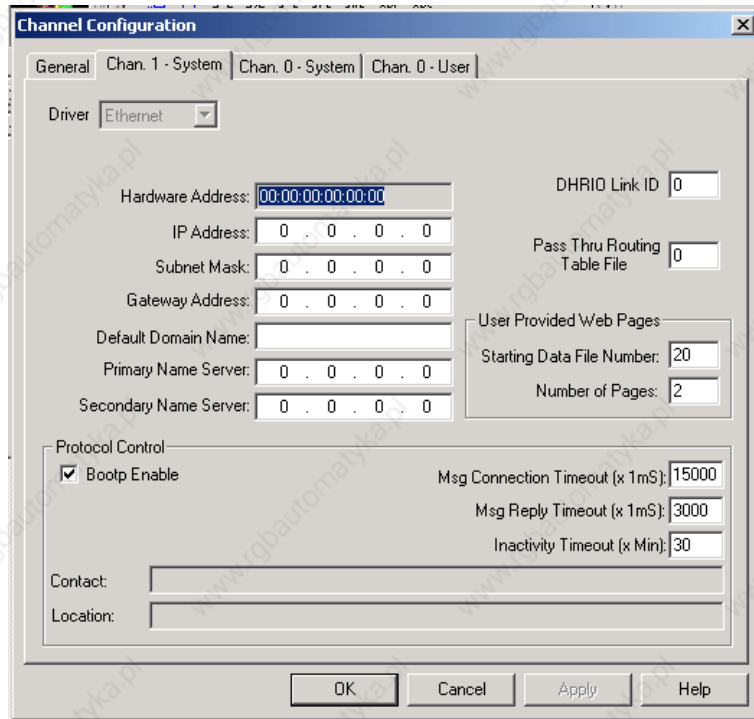 Channel Configuration
General Chan. 1 - System Chan. 0 - System Chan. 0 - User
Driver Ethernet
Hardware Address: 00:00:00:00:00:00
DHRIO Link ID 0
IP Address: 0 . 0 . 0 . 0
Subnet Mask: 0 . 0 . 0 . 0
Pass Thru Routing
Table File 0
Gateway Address: 0 . 0 . 0 . 0
Default Domain Name:
Primary Name Server: 0 . 0 . 0 . 0
Secondary Name Server: 0 . 0 . 0 . 0
User Provided Web Pages
Starting Data File Number: 20
Number of Pages: 2
Protocol Control
Bootp Enable
Msg Connection Timeout (x 1mS): 15000
Msg Reply Timeout (x 1mS): 3000
Inactivity Timeout (x Min): 30
Contact:
Location:
OK Cancel Apply Help
www.rgbautomatyka.pl